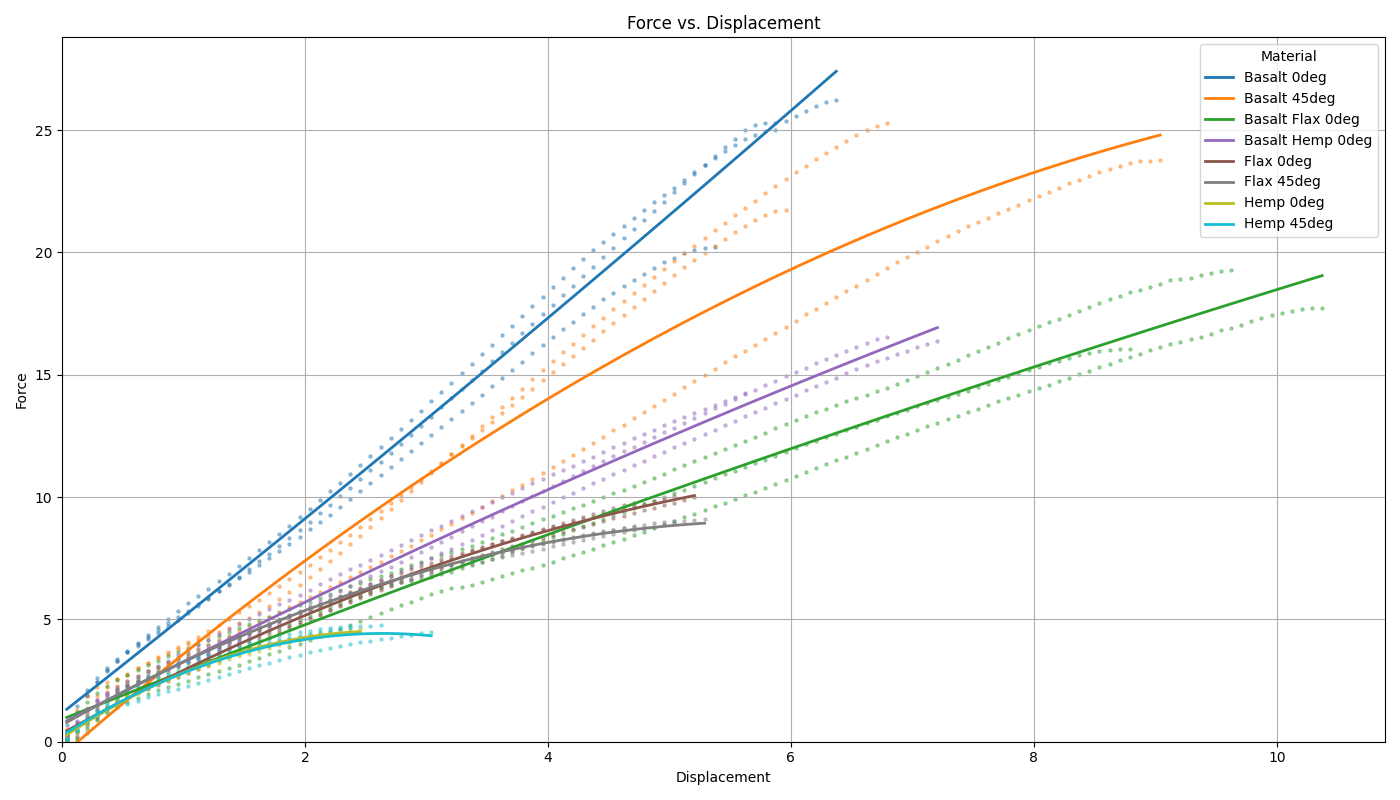 Force vs. Displacement
Material
Basalt 0deg
Basalt 45deg
Basalt Flax 0deg
Basalt Hemp 0deg
Flax 0deg
Flax 45deg
Hemp 0deg
Hemp 45deg
Force
25
20
15
10
5
0
0 2 4 6 8 10
Displacement